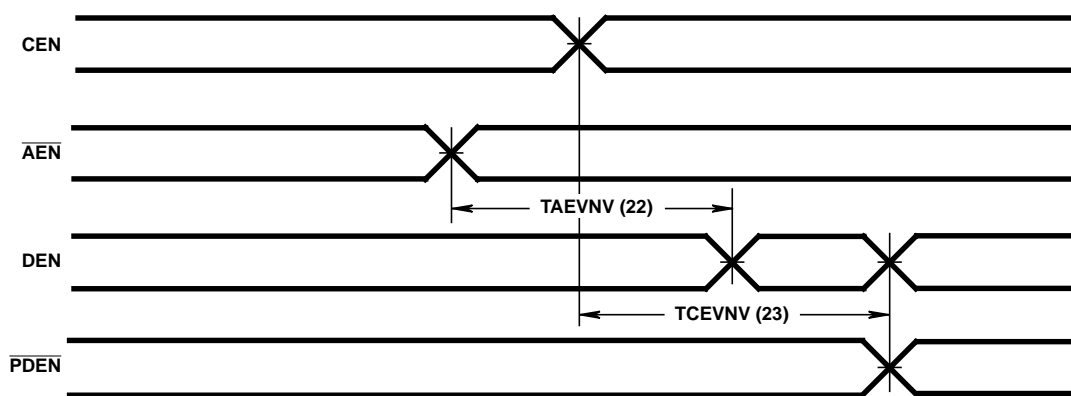 CEN
AEN
TAEVNV (22)
DEN
TCEVNV (23)
PDEN